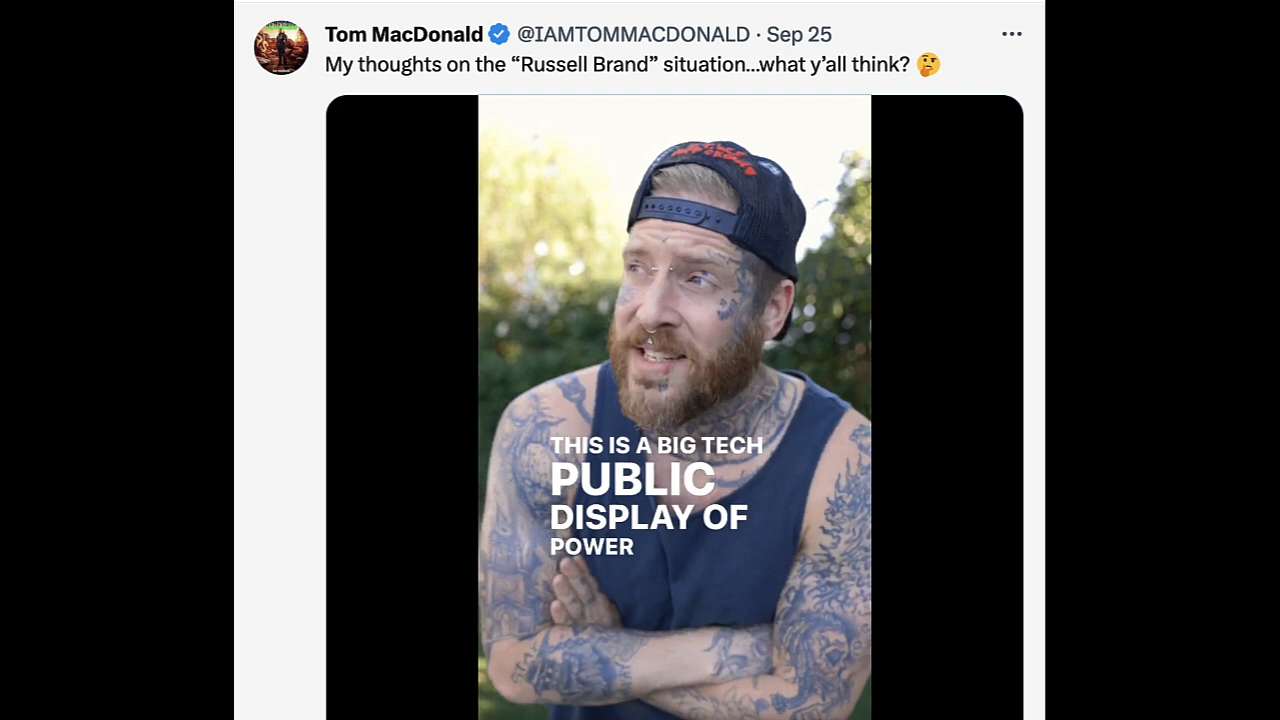 Tom MacDonald @IAMTOMMACDONALD · Sep 25
My thoughts on the “Russell Brand” situation...what y’all think? 🤔
THIS IS A BIG TECH
PUBLIC
DISPLAY OF
POWER